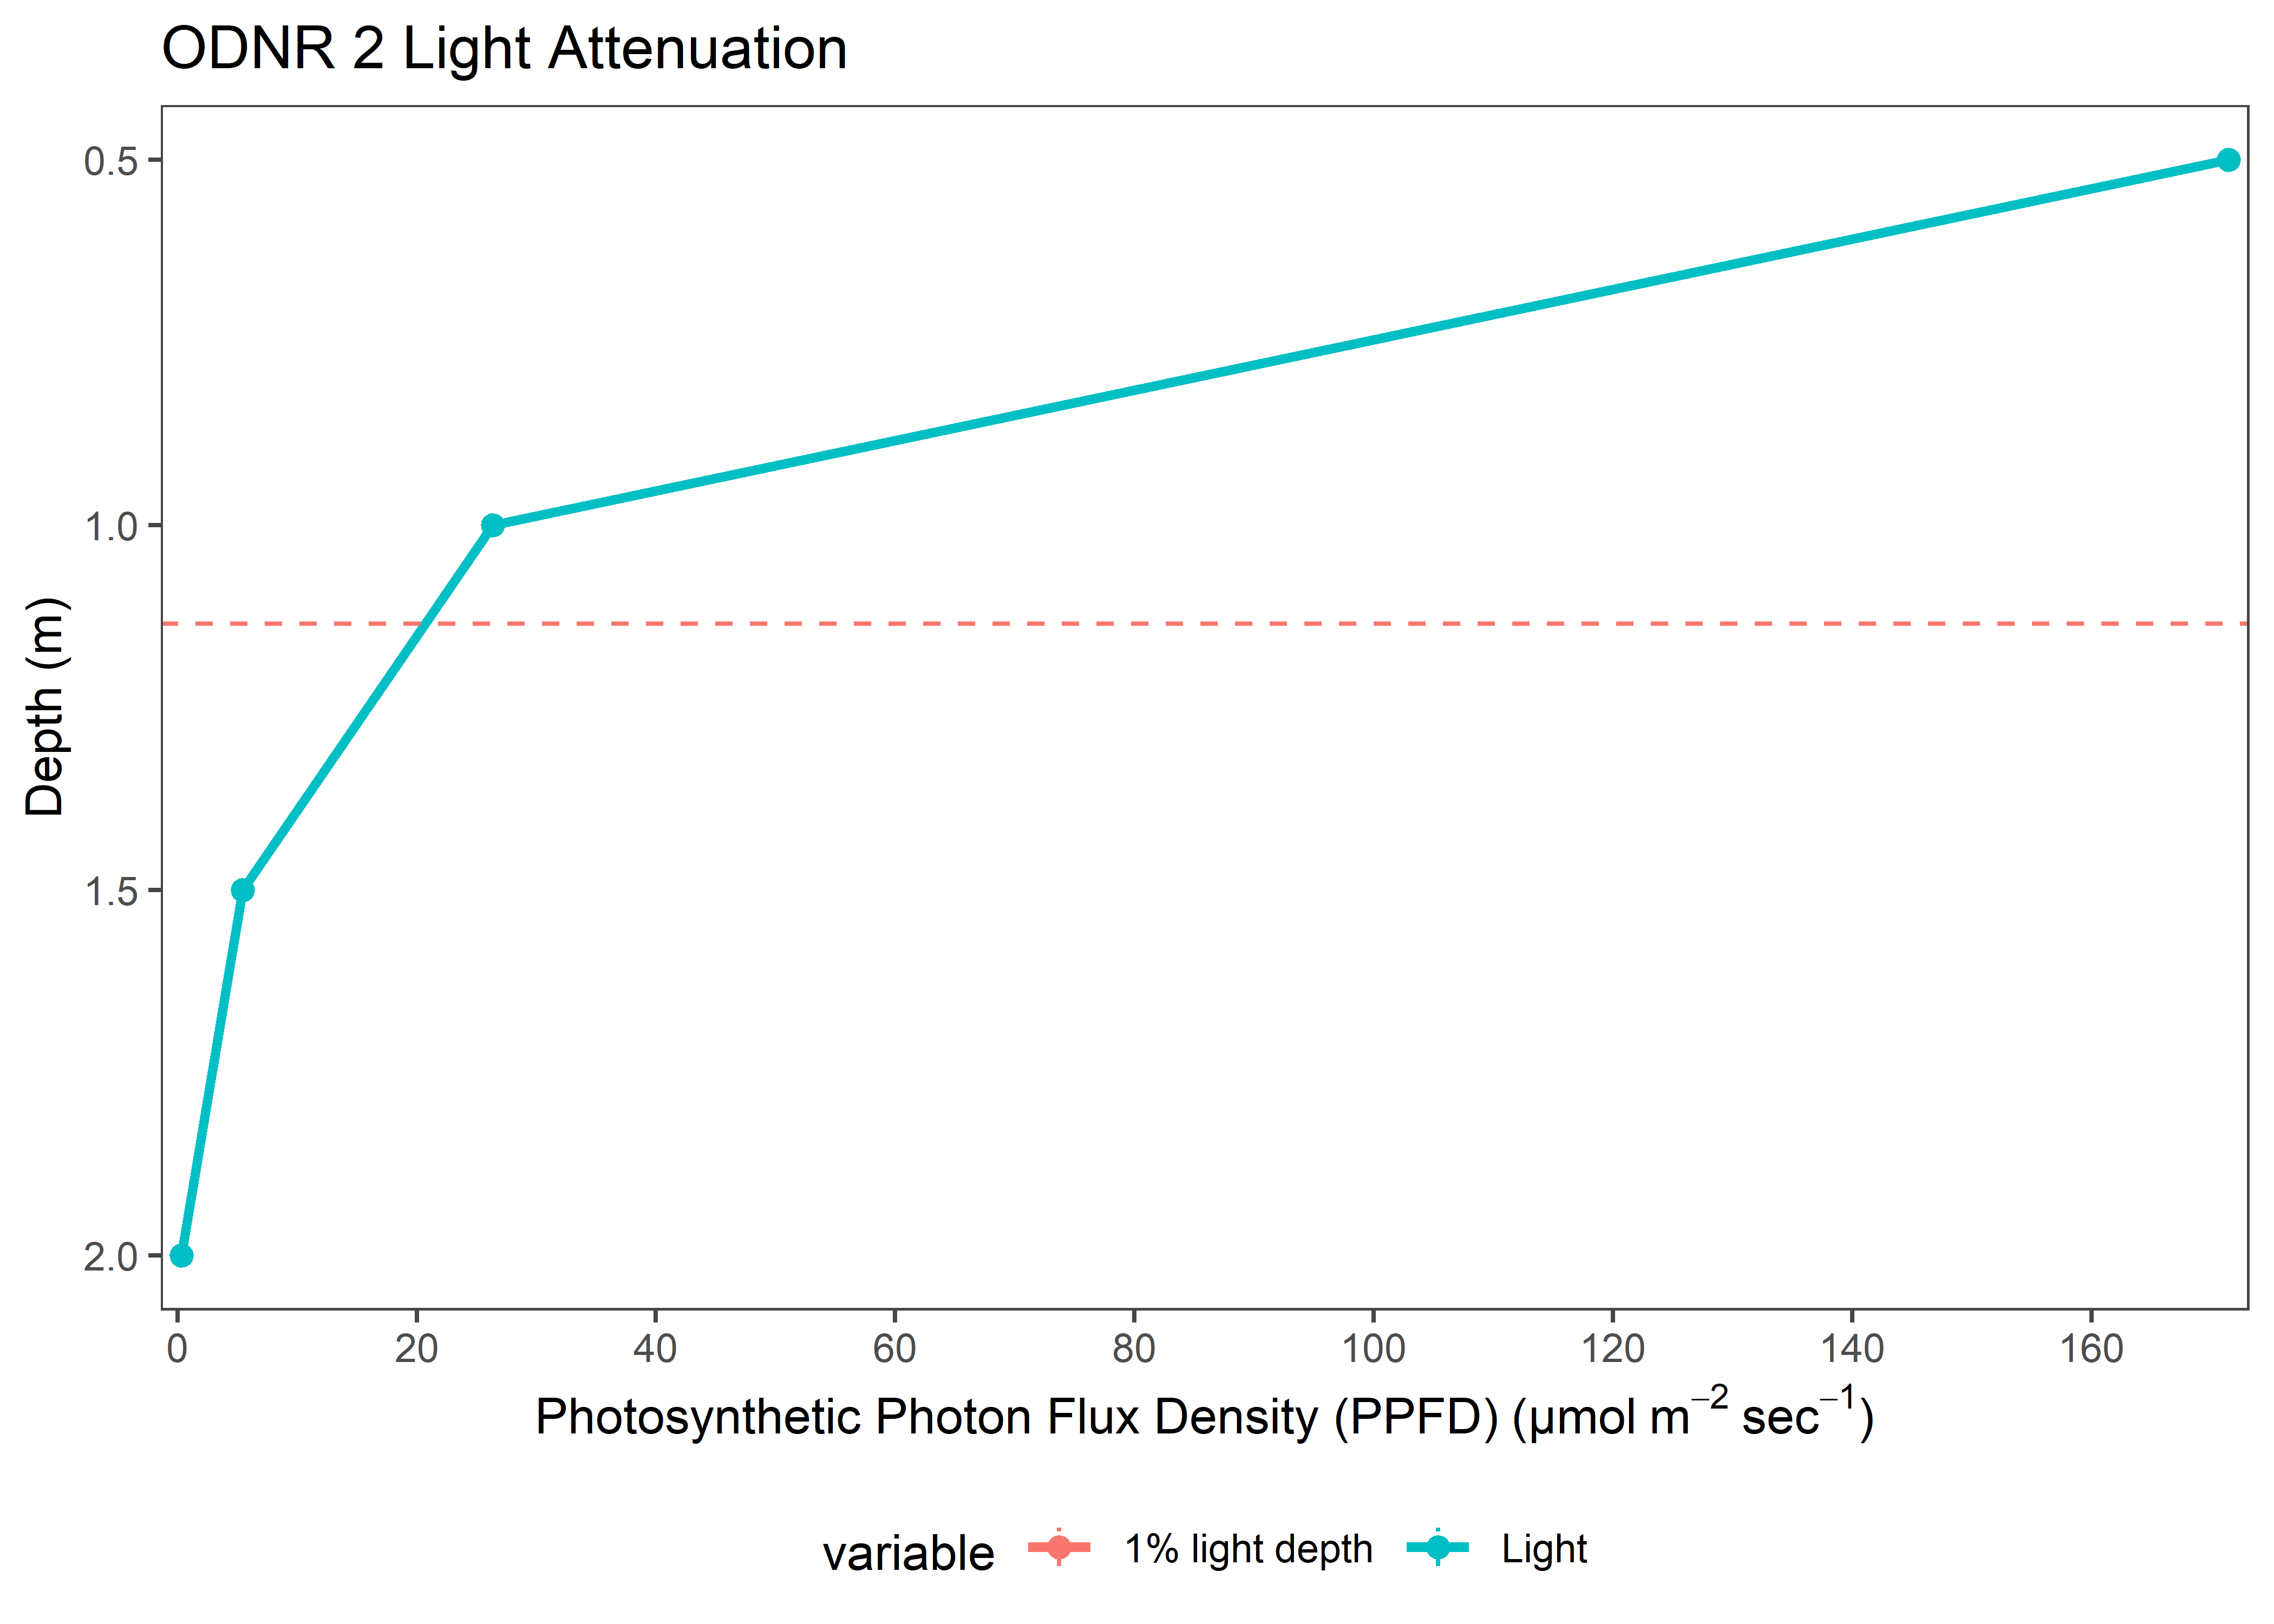 ODNR 2 Light Attenuation
Depth (m)
0.5
1.0
1.5
2.0
0 20 40 60 80 100 120 140 160
Photosynthetic Photon Flux Density (PPFD) (µmol m⁻² sec⁻¹)
variable 1% light depth Light